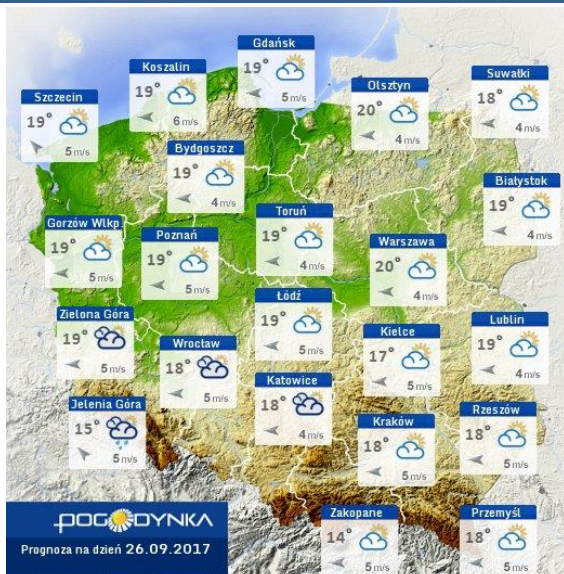 Gdańsk
19°
5 m/s
Koszalin
19°
6 m/s
Suwałki
18°
4 m/s
Olsztyn
20°
4 m/s
Szczecin
19°
5 m/s
Bydgoszcz
19°
4 m/s
Białystok
19°
4 m/s
Toruń
19°
4 m/s
Gorzów Wlkp.
19°
5 m/s
Poznań
19°
5 m/s
Warszawa
20°
4 m/s
Łódź
19°
5 m/s
Zielona Góra
19°
5 m/s
Lublin
19°
4 m/s
Kielce
17°
5 m/s
Wrocław
18°
5 m/s
Katowice
18°
4 m/s
Jelenia Góra
15°
5 m/s
Rzeszów
18°
5 m/s
Kraków
18°
5 m/s
Zakopane
14°
5 m/s
Przemyśl
18°
5 m/s
POGODYNKA
Prognoza na dzień 26.09.2017